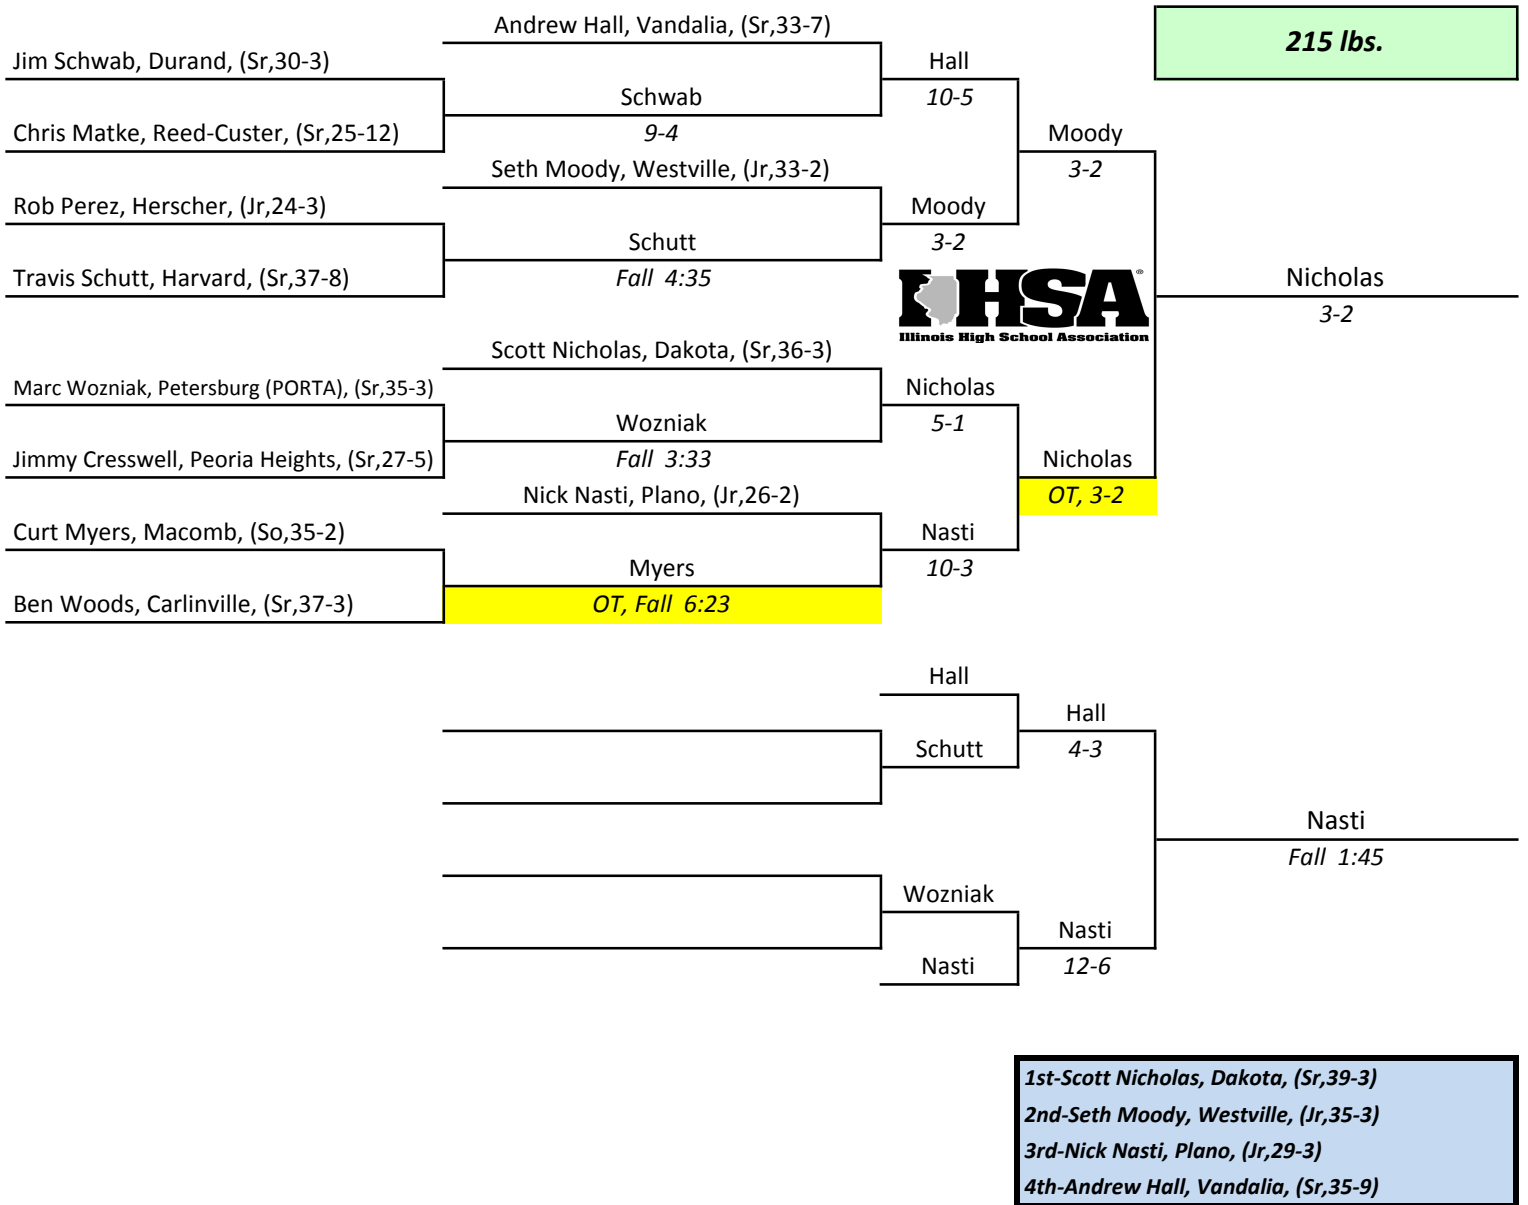 Andrew Hall, Vandalia, (Sr,33-7)
215 lbs.
Jim Schwab, Durand, (Sr,30-3)
Hall
Schwab
10-5
Chris Matke, Reed-Custer, (Sr,25-12)
9-4
Moody
Seth Moody, Westville, (Jr,33-2)
3-2
Rob Perez, Herscher, (Jr,24-3)
Moody
Schutt
3-2
Travis Schutt, Harvard, (Sr,37-8)
Fall 4:35
IHSA®
Illinois High School Association
Nicholas
3-2
Scott Nicholas, Dakota, (Sr,36-3)
Marc Wozniak, Petersburg (PORTA), (Sr,35-3)
Nicholas
Wozniak
5-1
Jimmy Cresswell, Peoria Heights, (Sr,27-5)
Fall 3:33
Nicholas
Nick Nasti, Plano, (Jr,26-2)
OT, 3-2
Curt Myers, Macomb, (So,35-2)
Nasti
Myers
10-3
Ben Woods, Carlinville, (Sr,37-3)
OT, Fall 6:23
Hall
Hall
Schutt
4-3
Nasti
Fall 1:45
Wozniak
Nasti
Nasti
12-6
1st-Scott Nicholas, Dakota, (Sr,39-3)
2nd-Seth Moody, Westville, (Jr,35-3)
3rd-Nick Nasti, Plano, (Jr,29-3)
4th-Andrew Hall, Vandalia, (Sr,35-9)